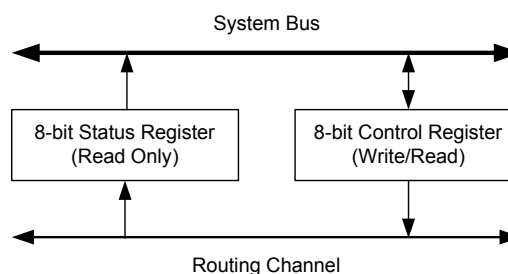 System Bus
8-bit Status Register
(Read Only)
8-bit Control Register
(Write/Read)
Routing Channel